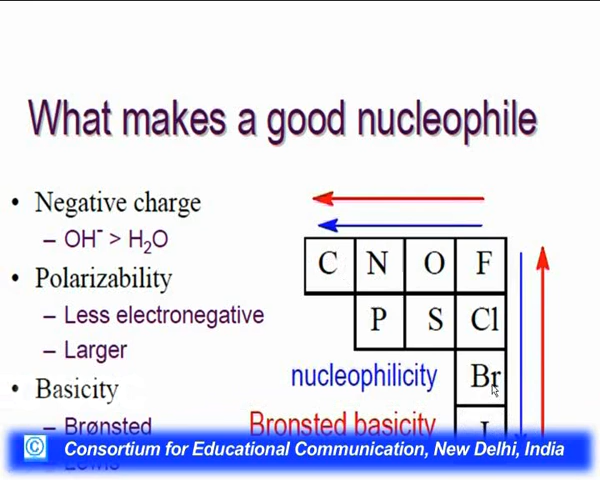 What makes a good nucleophile
• Negative charge
– OH⁻ > H₂O
• Polarizability
– Less electronegative
– Larger
• Basicity
– Brønsted
C N O F
P S Cl
Br
I
nucleophilicity
Bronsted basicity
© Consortium for Educational Communication, New Delhi, India